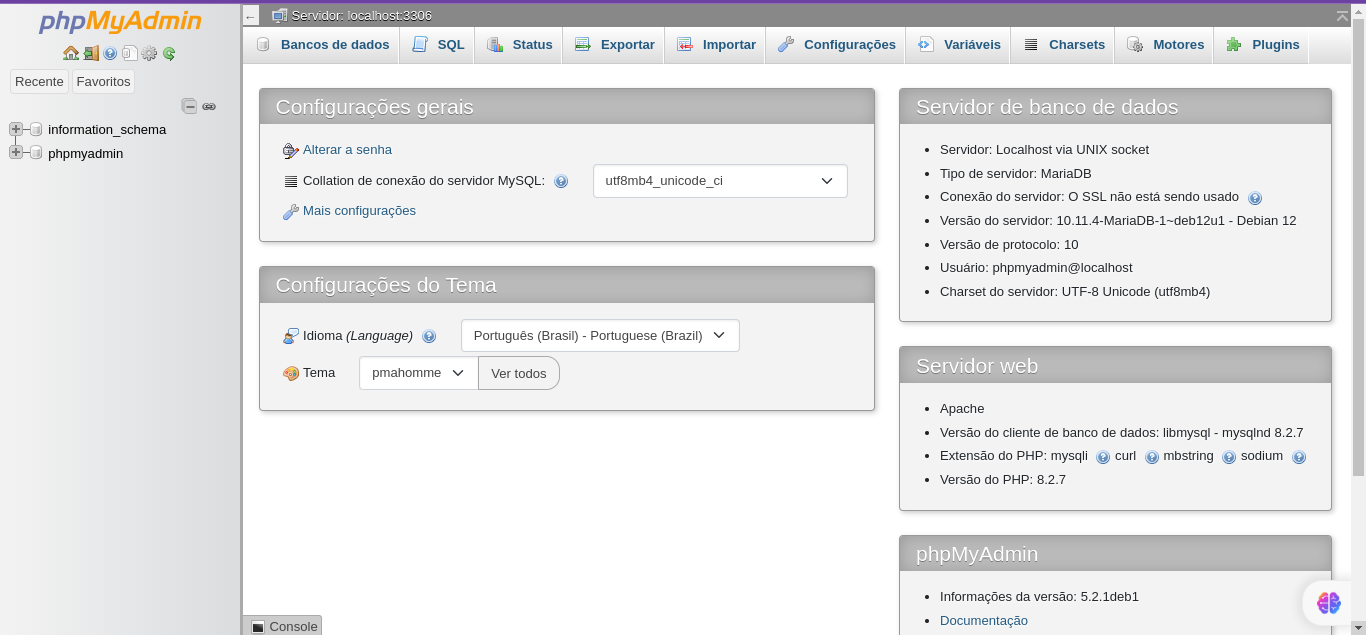 phpMyAdmin
Recente Favoritos
information_schema
phpmyadmin
← Servidor: localhost:3306
Bancos de dados SQL Status Exportar Importar Configurações Variáveis Charsets Motores Plugins
Configurações gerais
Alterar a senha
Collation de conexão do servidor MySQL: utf8mb4_unicode_ci
Mais configurações
Configurações do Tema
Idioma (Language) Português (Brasil) - Portuguese (Brazil)
Tema pmahomme Ver todos
Servidor de banco de dados
• Servidor: Localhost via UNIX socket
• Tipo de servidor: MariaDB
• Conexão do servidor: O SSL não está sendo usado
• Versão do servidor: 10.11.4-MariaDB-1~deb12u1 - Debian 12
• Versão de protocolo: 10
• Usuário: phpmyadmin@localhost
• Charset do servidor: UTF-8 Unicode (utf8mb4)
Servidor web
• Apache
• Versão do cliente de banco de dados: libmysql - mysqlnd 8.2.7
• Extensão do PHP: mysqli curl mbstring sodium
• Versão do PHP: 8.2.7
phpMyAdmin
• Informações da versão: 5.2.1deb1
• Documentação
Console